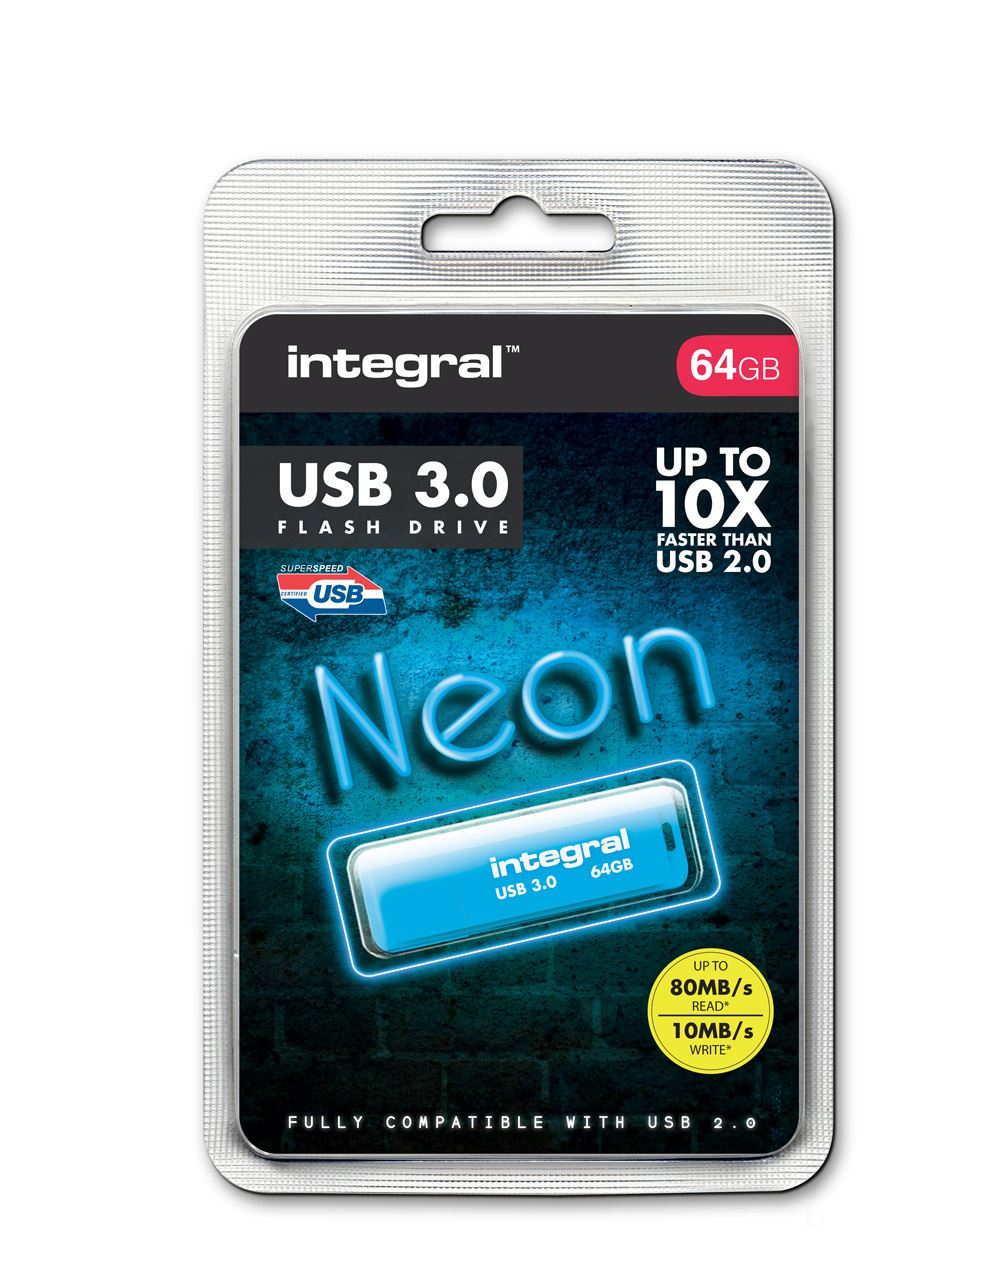 integral™
64GB
USB 3.0
FLASH DRIVE
UP TO
10X
FASTER THAN
USB 2.0
SUPERSPEED
CERTIFIED USB
Neon
integral
USB 3.0 64GB
UP TO
80MB/s
READ*
10MB/s
WRITE*
FULLY COMPATIBLE WITH USB 2.0